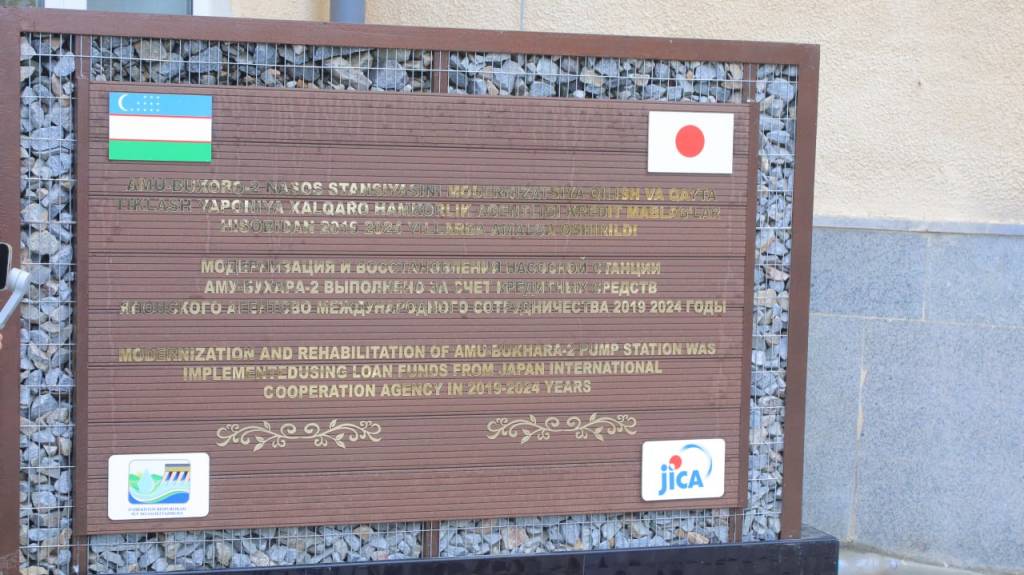 AMU-BUXORO-2-NASOS STANSIYASINI MODERNIZATSIYA QILISH VA QAYTA
TIKLASH YAPONIYA XALQARO HAMKORLIK AGENTLIGI KREDIT MABLAG'LARI
HISOBIDAN 2019-2024 YILLARDA AMALGA OSHIRILDI
МОДЕРНИЗАЦИЯ И ВОССТАНОВЛЕНИЯ НАСОСНОЙ СТАНЦИИ
АМУ-БУХАРА-2 ВЫПОЛНЕНО ЗА СЧЕТ КРЕДИТНЫХ СРЕДСТВ
ЯПОНСКОГО АГЕНТСВО МЕЖДУНАРОДНОГО СОТРУДНИЧЕСТВА 2019 2024 ГОДЫ
MODERNIZATION AND REHABILITATION OF AMU-BUKHARA-2 PUMP STATION WAS
IMPLEMENTEDUSING LOAN FUNDS FROM JAPAN INTERNATIONAL
COOPERATION AGENCY IN 2019-2024 YEARS
jICA